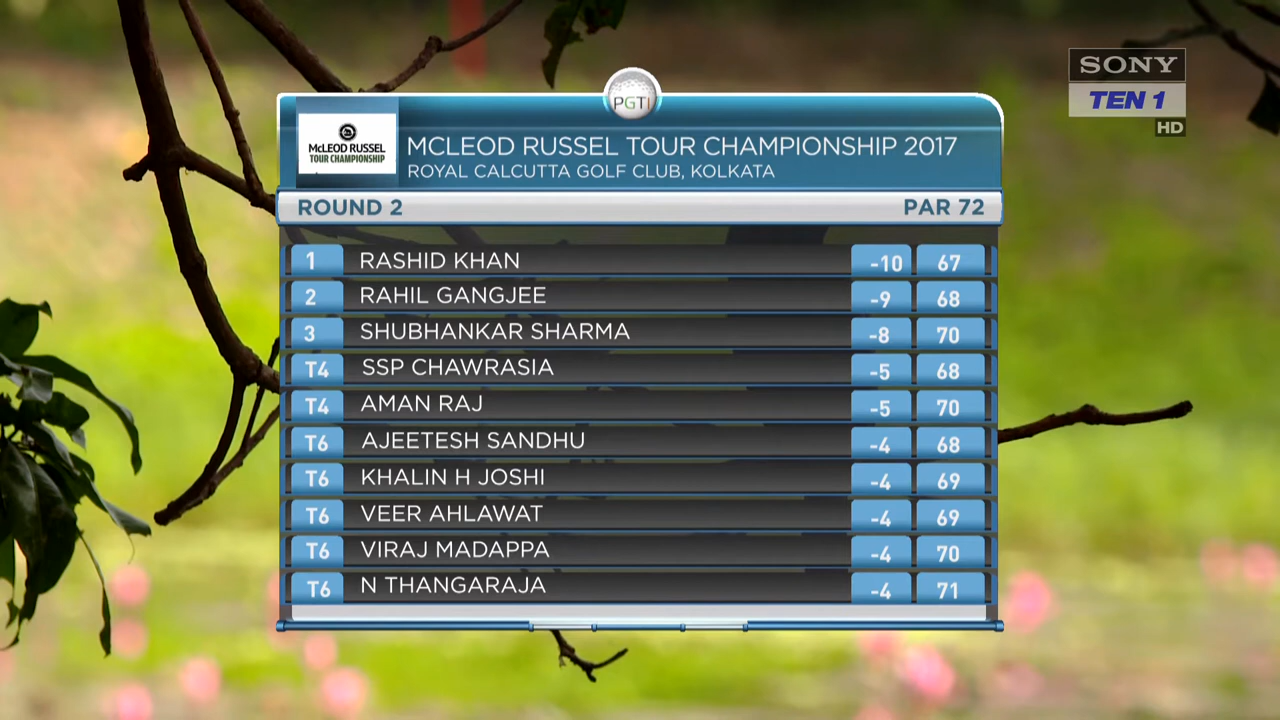 SONY
TEN 1
HD
PGTI
McLEOD RUSSEL
TOUR CHAMPIONSHIP
MCLEOD RUSSEL TOUR CHAMPIONSHIP 2017
ROYAL CALCUTTA GOLF CLUB, KOLKATA
ROUND 2 PAR 72
1 RASHID KHAN -10 67
2 RAHIL GANGJEE -9 68
3 SHUBHANKAR SHARMA -8 70
T4 SSP CHAWRASIA -5 68
T4 AMAN RAJ -5 70
T6 AJEETESH SANDHU -4 68
T6 KHALIN H JOSHI -4 69
T6 VEER AHLAWAT -4 69
T6 VIRAJ MADAPPA -4 70
T6 N THANGARAJA -4 71